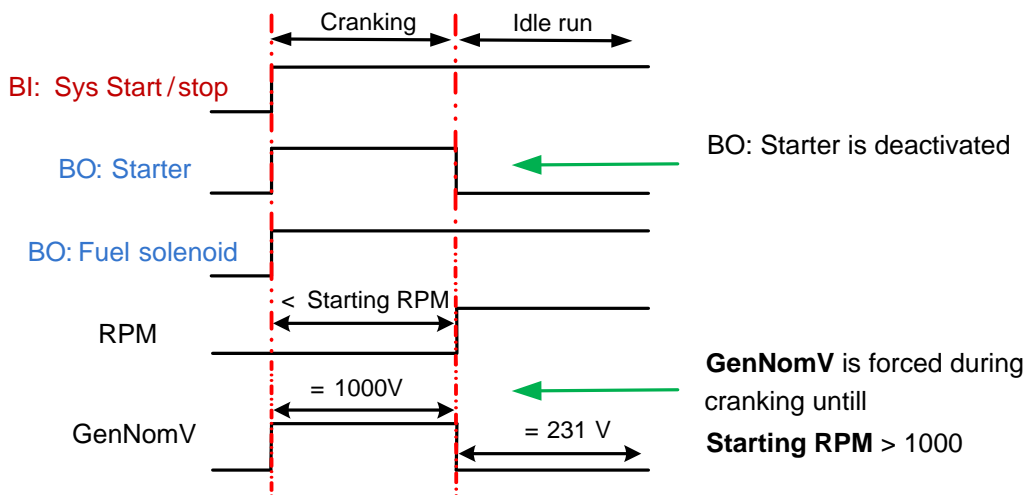 Cranking
Idle run
BI: Sys Start/stop
BO: Starter is deactivated
BO: Starter
BO: Fuel solenoid
< Starting RPM
RPM
GenNomV is forced during
= 1000V
cranking untill
GenNomV
= 231 V
Starting RPM > 1000